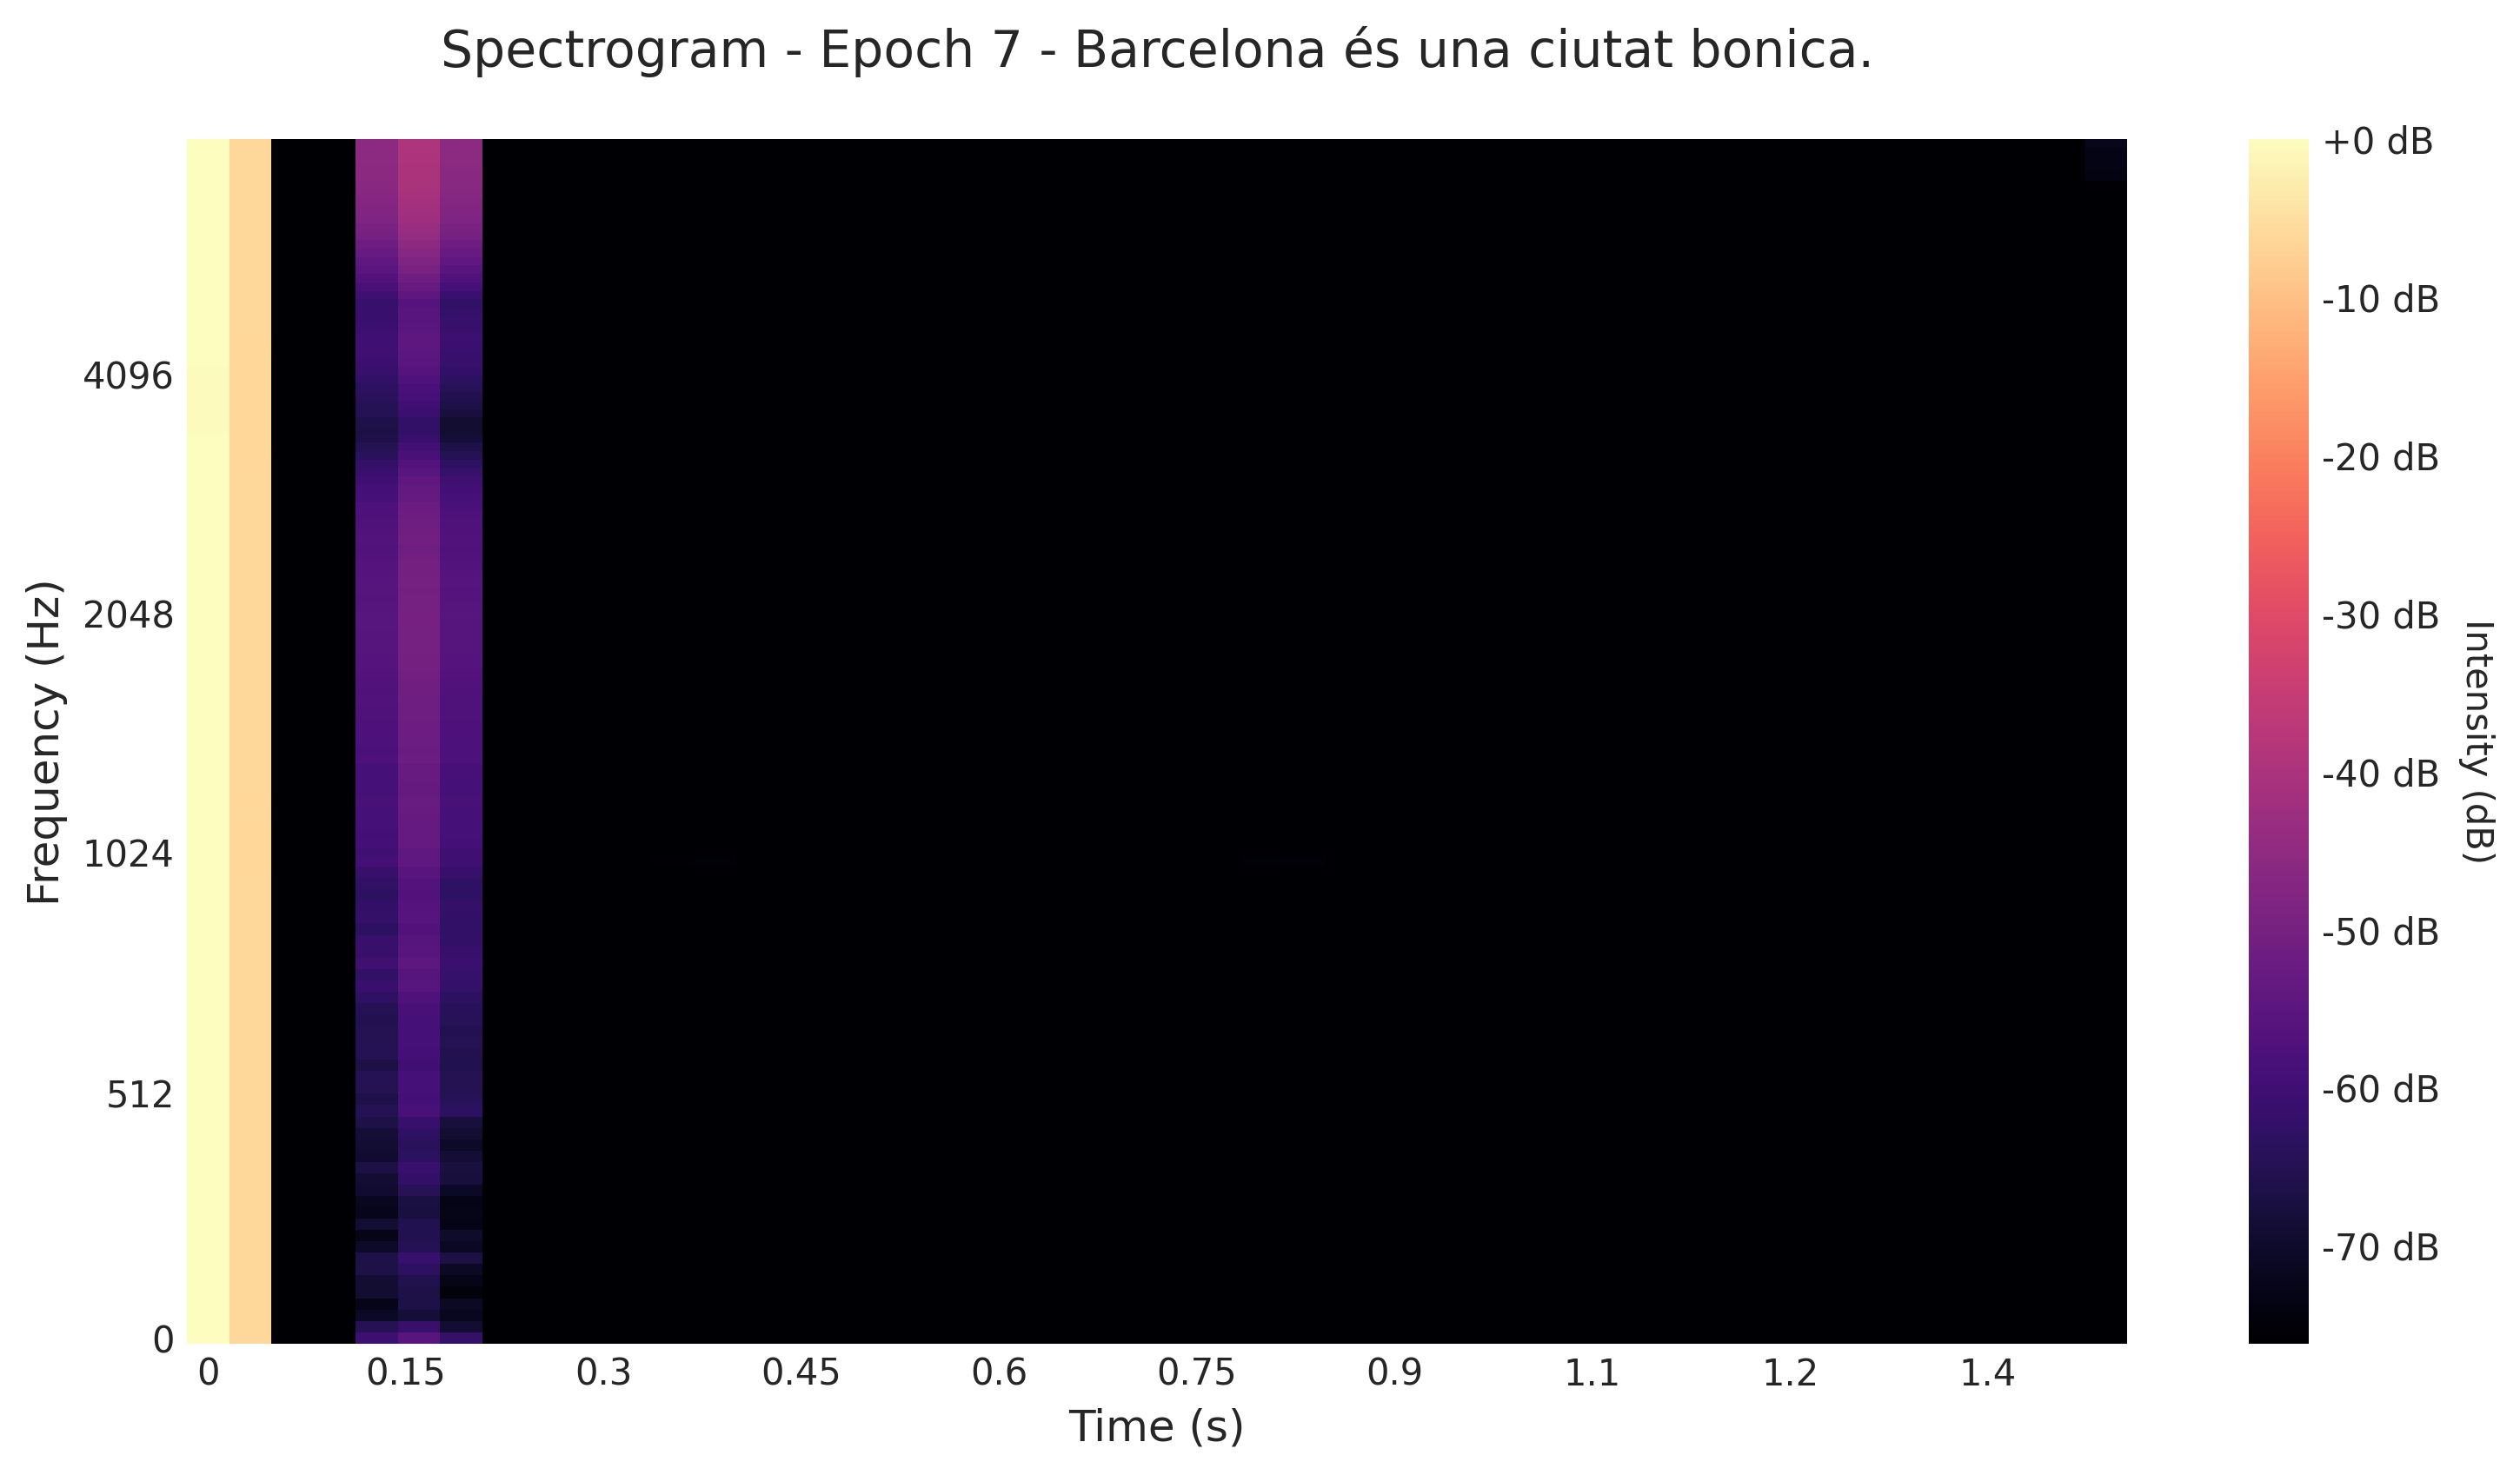 Spectrogram - Epoch 7 - Barcelona és una ciutat bonica.
Frequency (Hz)
4096
2048
1024
512
0
0 0.15 0.3 0.45 0.6 0.75 0.9 1.1 1.2 1.4
Time (s)
+0 dB
-10 dB
-20 dB
-30 dB
-40 dB
-50 dB
-60 dB
-70 dB
Intensity (dB)